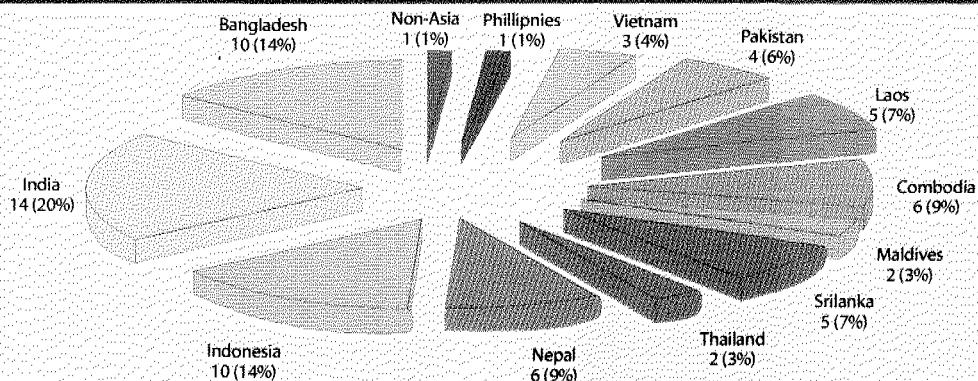 Bangladesh
10 (14%)
Non-Asia
1 (1%)
Phillipnies
1 (1%)
Vietnam
3 (4%)
Pakistan
4 (6%)
Laos
5 (7%)
Combodia
6 (9%)
Maldives
2 (3%)
Srilanka
5 (7%)
Thailand
2 (3%)
Nepal
6 (9%)
Indonesia
10 (14%)
India
14 (20%)